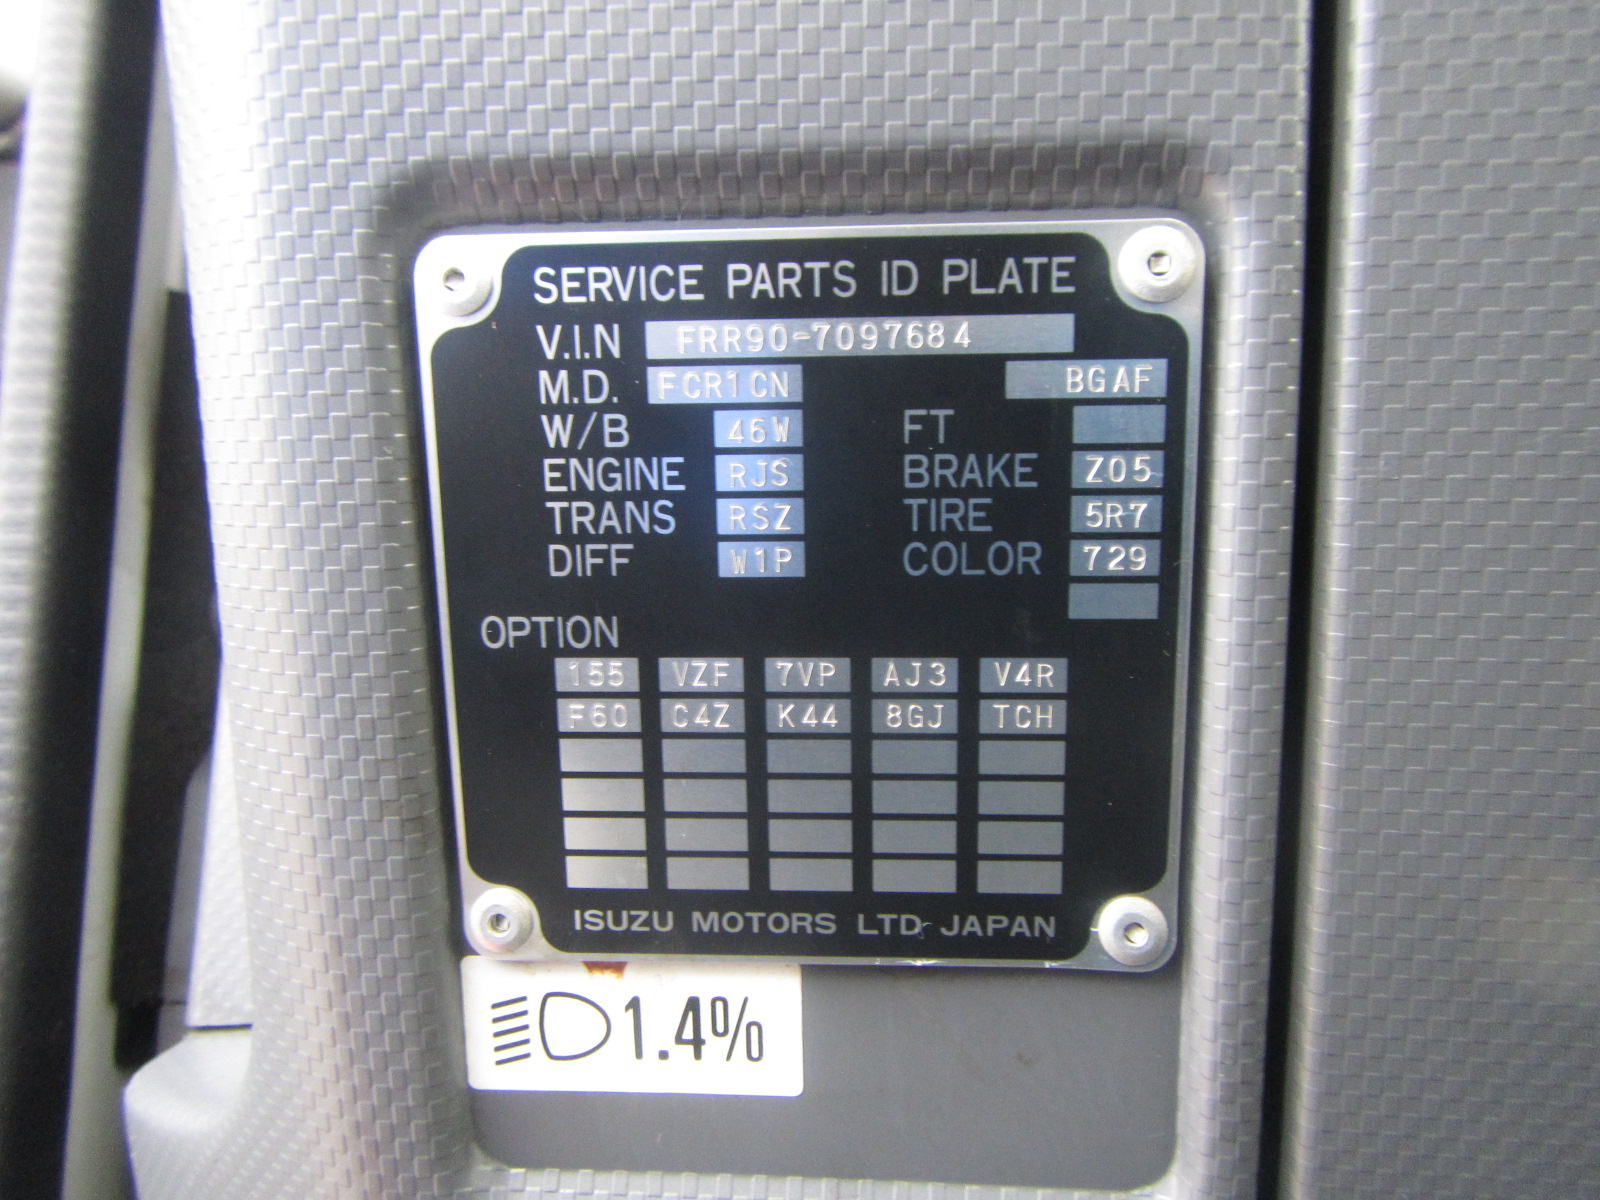 SERVICE PARTS ID PLATE
V.I.N FRR90-7097684
M.D. FCR1CN BGAF
W/B 46W FT
ENGINE RJS BRAKE Z05
TRANS RSZ TIRE 5R7
DIFF W1P COLOR 729
OPTION
155 VZF 7VP AJ3 V4R
F60 C4Z K44 8GJ TCH
ISUZU MOTORS LTD JAPAN
1.4%